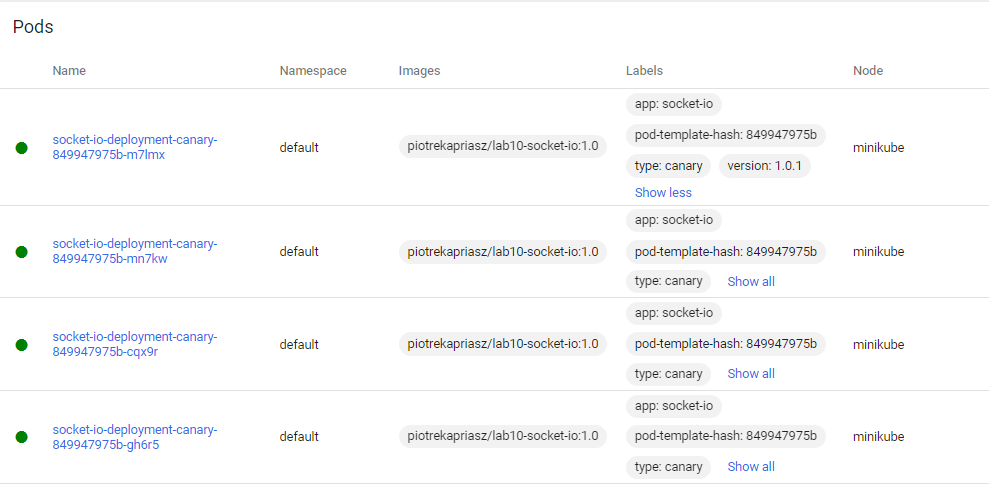 Pods
Name Namespace Images Labels Node
socket-io-deployment-canary-
849947975b-m7lmx
default
piotrekapriasz/lab10-socket-io:1.0
app: socket-io
pod-template-hash: 849947975b
type: canary version: 1.0.1
Show less
minikube
socket-io-deployment-canary-
849947975b-mn7kw
default
piotrekapriasz/lab10-socket-io:1.0
app: socket-io
pod-template-hash: 849947975b
type: canary Show all
minikube
socket-io-deployment-canary-
849947975b-cqx9r
default
piotrekapriasz/lab10-socket-io:1.0
app: socket-io
pod-template-hash: 849947975b
type: canary Show all
minikube
socket-io-deployment-canary-
849947975b-gh6r5
default
piotrekapriasz/lab10-socket-io:1.0
app: socket-io
pod-template-hash: 849947975b
type: canary Show all
minikube